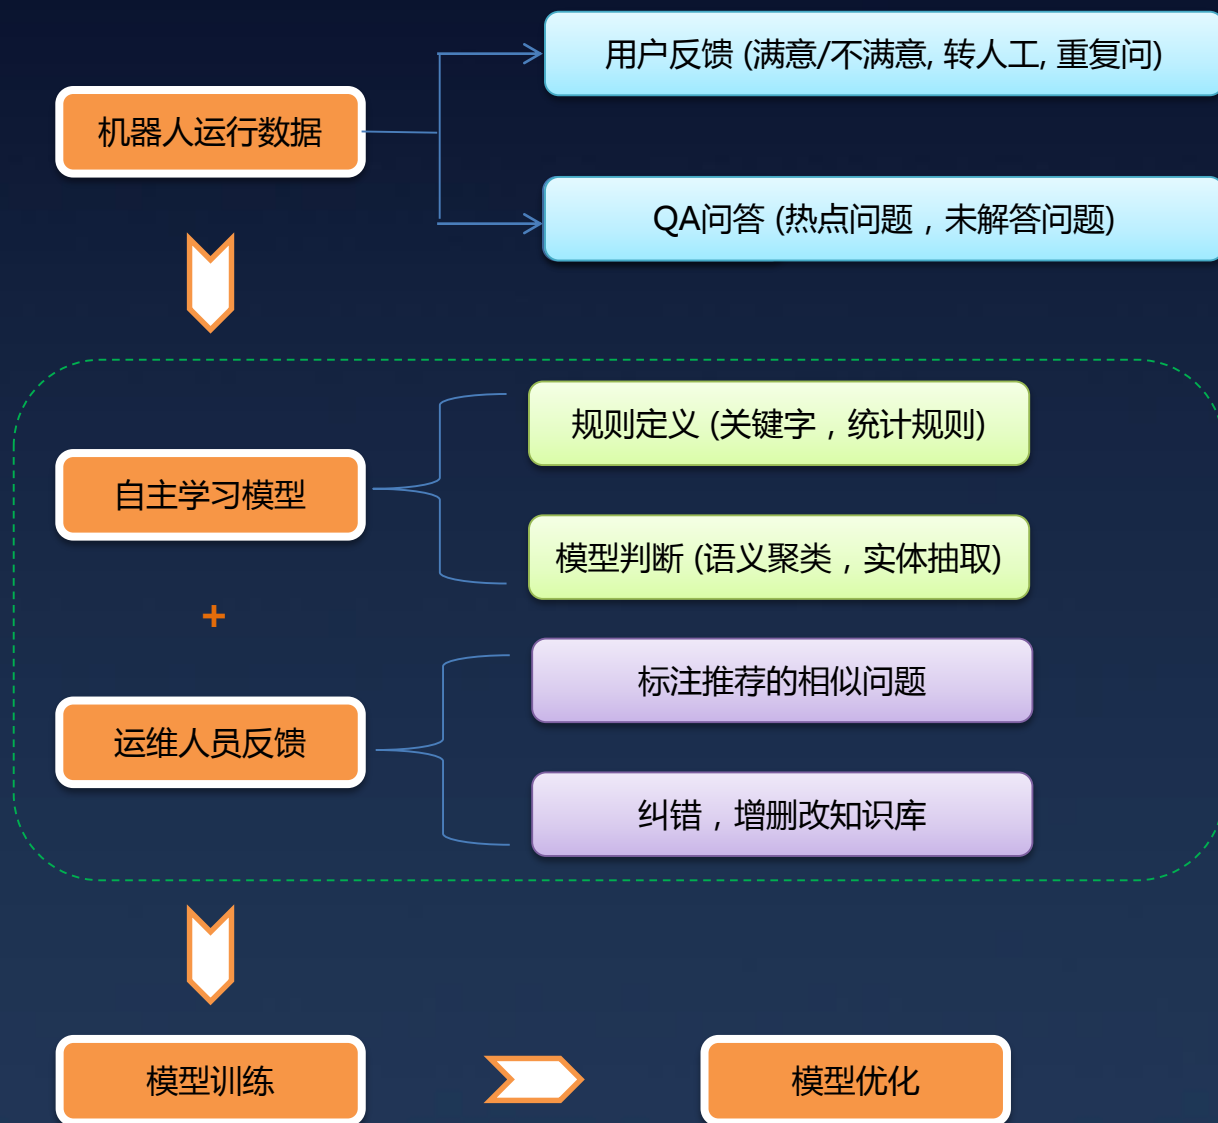 用户反馈 (满意/不满意, 转人工, 重复问)
机器人运行数据
QA问答 (热点问题，未解答问题)
规则定义 (关键字，统计规则)
自主学习模型
模型判断 (语义聚类，实体抽取)
+
标注推荐的相似问题
运维人员反馈
纠错，增删改知识库
模型训练
模型优化